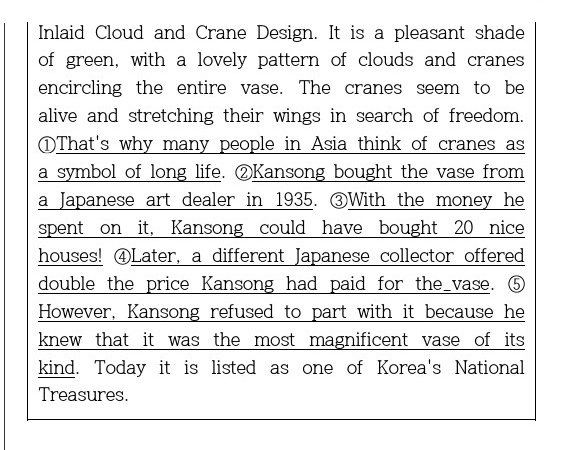 Inlaid Cloud and Crane Design. It is a pleasant shade
of green, with a lovely pattern of clouds and cranes
encircling the entire vase. The cranes seem to be
alive and stretching their wings in search of freedom.
①That's why many people in Asia think of cranes as
a symbol of long life. ②Kansong bought the vase from
a Japanese art dealer in 1935. ③With the money he
spent on it, Kansong could have bought 20 nice
houses! ④Later, a different Japanese collector offered
double the price Kansong had paid for the_vase. ⑤
However, Kansong refused to part with it because he
knew that it was the most magnificent vase of its
kind. Today it is listed as one of Korea's National
Treasures.